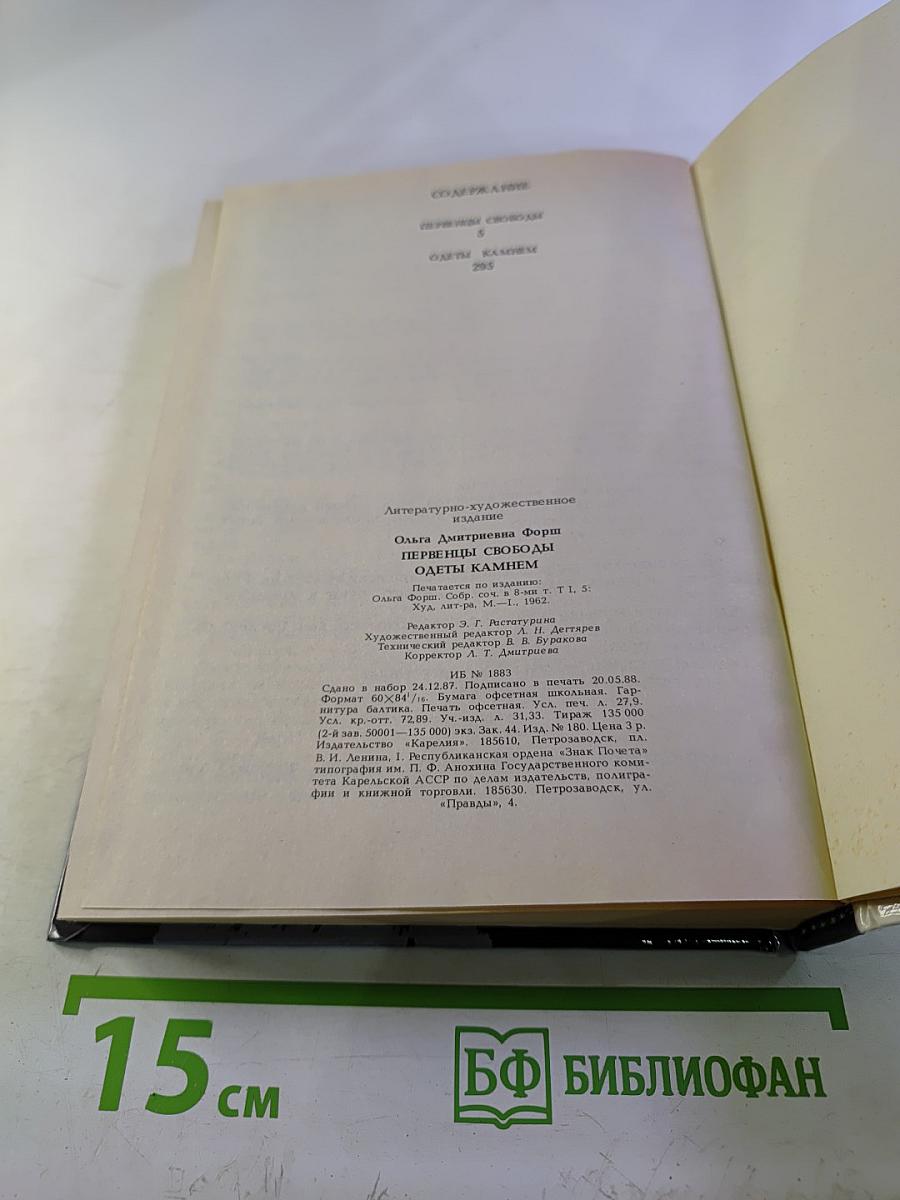 СОДЕРЖАНИЕ
ПЕРВЕНЦЫ СВОБОДЫ
5
ОДЕТЫ КАМНЕМ
295
Литературно-художественное
издание
Ольга Дмитриевна Форш
ПЕРВЕНЦЫ СВОБОДЫ
ОДЕТЫ КАМНЕМ
Печатается по изданию:
Ольга Форш. Собр. соч. в 8-ми т. Т I, 5:
Худ, лит-ра, М.—I., 1962.
Редактор Э. Г. Растатурина
Художественный редактор Л. Н. Дегтярев
Технический редактор В. В. Буракова
Корректор Л. Т. Дмитриева
ИБ № 1883
Сдано в набор 24.12.87. Подписано в печать 20.05.88.
Формат 60×84¹/₁₆. Бумага офсетная школьная. Гар-
нитура балтика. Печать офсетная. Усл. печ. л. 27,9.
Усл. кр.-отт. 72,89. Уч.-изд. л. 31,33. Тираж 135 000
(2-й зав. 50001—135 000) экз. Зак. 44. Изд. № 180. Цена 3 р.
Издательство «Карелия». 185610, Петрозаводск, пл.
В. И. Ленина, I. Республиканская ордена «Знак Почета»
типография им. П. Ф. Анохина Государственного коми-
тета Карельской АССР по делам издательств, полигра-
фии и книжной торговли. 185630. Петрозаводск, ул.
«Правды», 4.
15 см
БФ БИБЛИОФАН